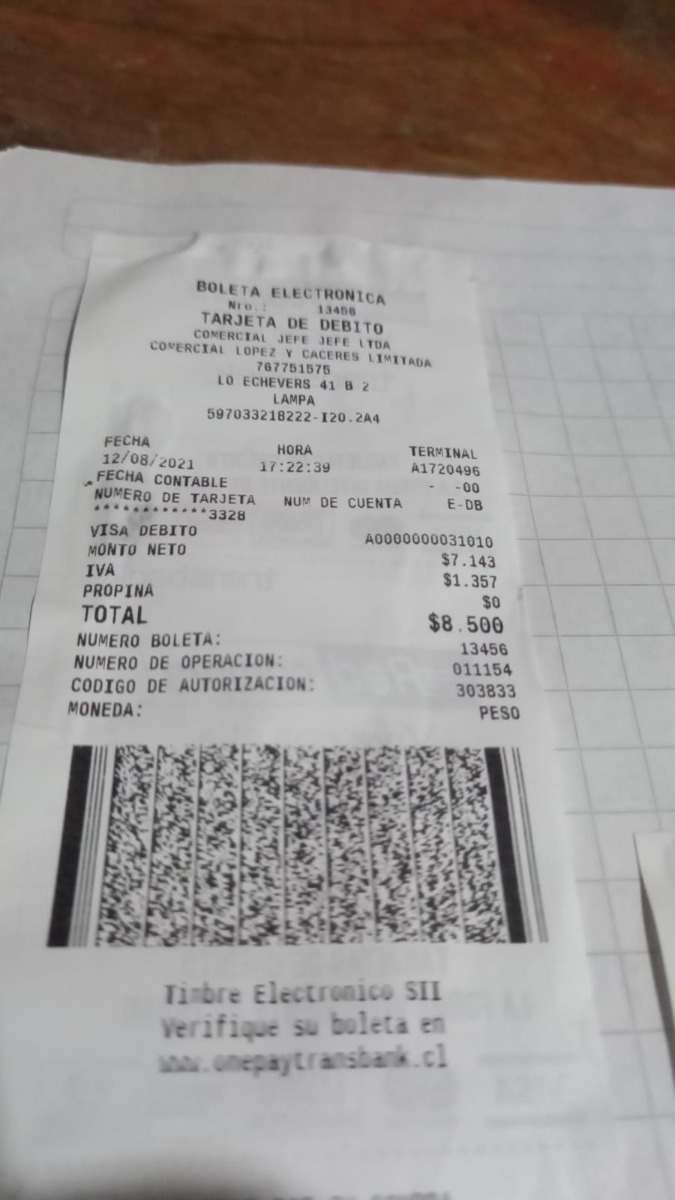 BOLETA ELECTRONICA
Nro.: 13456
TARJETA DE DEBITO
COMERCIAL JEFE JEFE LTDA
COMERCIAL LOPEZ Y CACERES LIMITADA
767751575
LO ECHEVERS 41 B 2
LAMPA
597033218222-I20.2A4
FECHA HORA TERMINAL
12/08/2021 17:22:39 A1720496
FECHA CONTABLE - -00
NUMERO DE TARJETA NUM DE CUENTA E-DB
************3328
VISA DEBITO A0000000031010
MONTO NETO $7.143
IVA $1.357
PROPINA $0
TOTAL $8.500
NUMERO BOLETA: 13456
NUMERO DE OPERACION: 011154
CODIGO DE AUTORIZACION: 303833
MONEDA: PESO
Timbre Electronico SII
Verifique su boleta en
www.onepaytransbank.cl